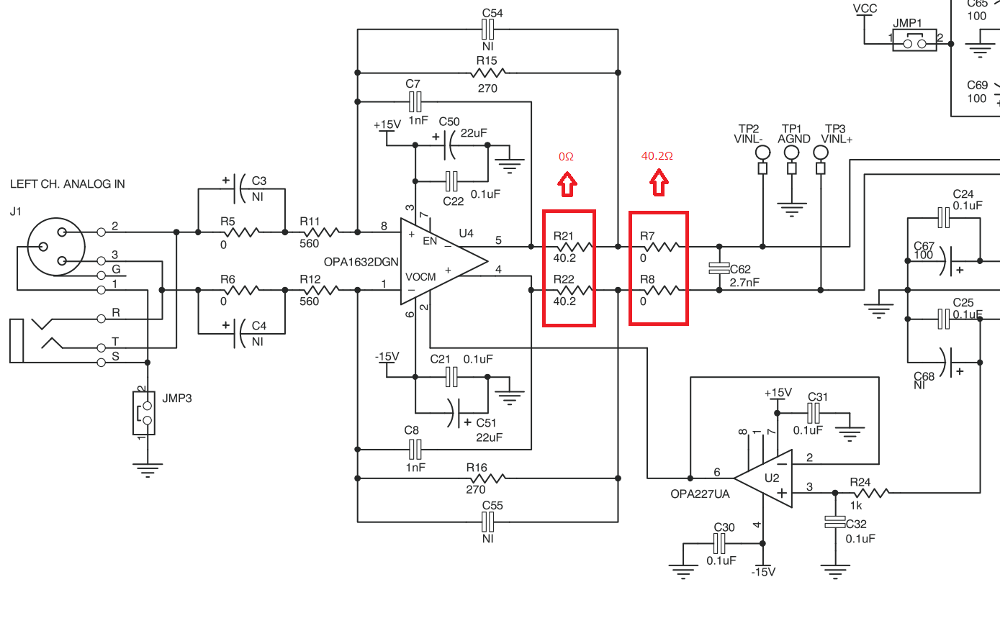 C54
NI
R15
270
C7
1nF
+15V
+
C50
22uF
C22
0.1uF
LEFT CH. ANALOG IN
J1
2
3
G
1
R
T
S
+
C3
NI
R5
0
R11
560
R6
0
R12
560
+
C4
NI
2
JMP3
1
8
3
7
+
EN
−
U4
5
OPA1632DGN
VOCM
+
4
1
−
6
2
0Ω
40.2Ω
R21
40.2
R22
40.2
R7
0
R8
0
C62
2.7nF
TP2
VINL-
TP1
AGND
TP3
VINL+
VCC
JMP1
1
2
C65
100
C69
100
+
C24
0.1uF
C67
100
+
C25
0.1uF
C68
NI
+
-15V
C21
0.1uF
+
C51
22uF
C8
1nF
R16
270
C55
NI
+15V
C31
0.1uF
8
1
7
−
2
6
U2
OPA227UA
+
3
R24
1k
4
C32
0.1uF
C30
0.1uF
-15V